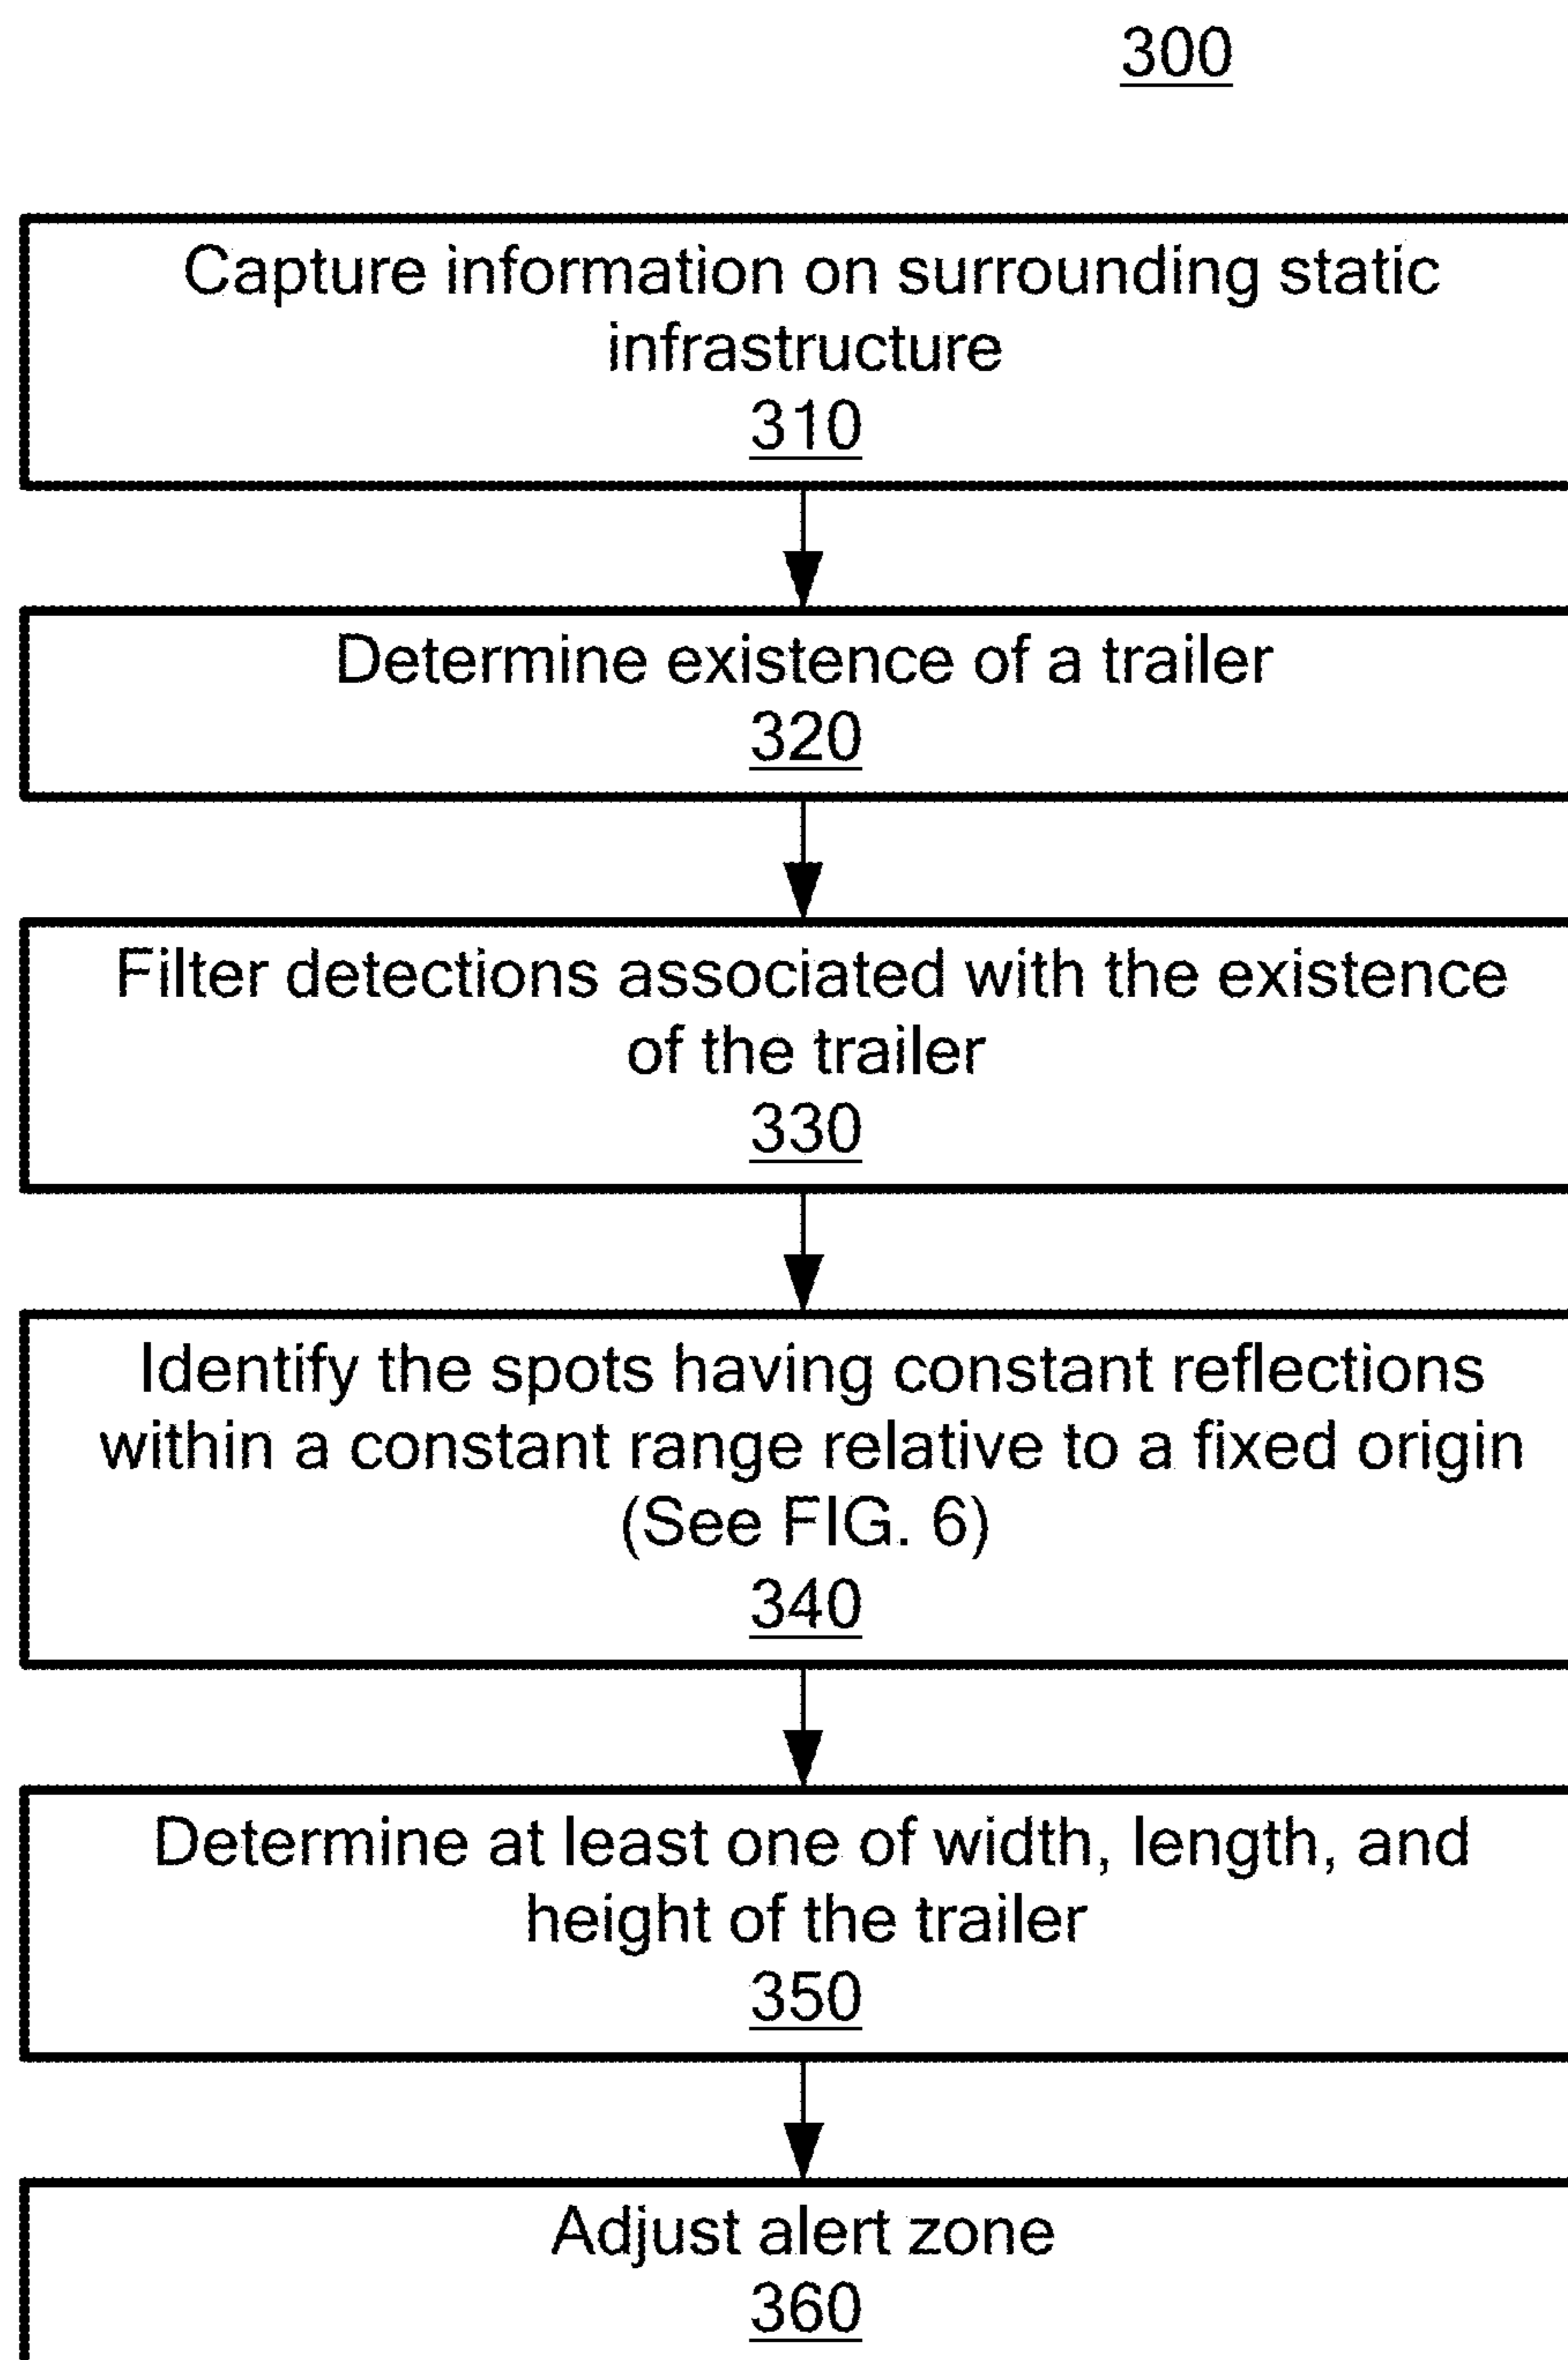 300
Capture information on surrounding static
infrastructure
310
Determine existence of a trailer
320
Filter detections associated with the existence
of the trailer
330
Identify the spots having constant reflections
within a constant range relative to a fixed origin
(See FIG. 6)
340
Determine at least one of width, length, and
height of the trailer
350
Adjust alert zone
360